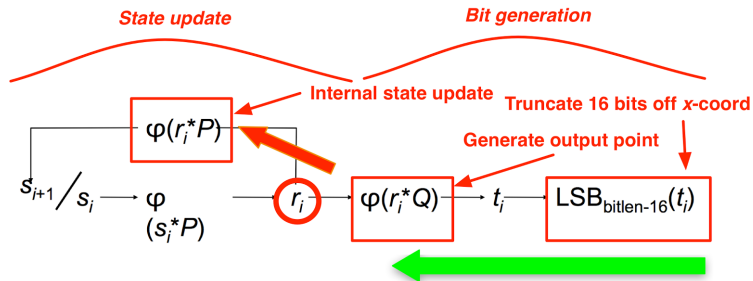 State update
Bit generation
Internal state update
Truncate 16 bits off x-coord
φ(rᵢ*P)
Generate output point
sᵢ₊₁/sᵢ
φ
(sᵢ*P)
rᵢ
φ(rᵢ*Q)
tᵢ
LSB_bitlen-16(tᵢ)